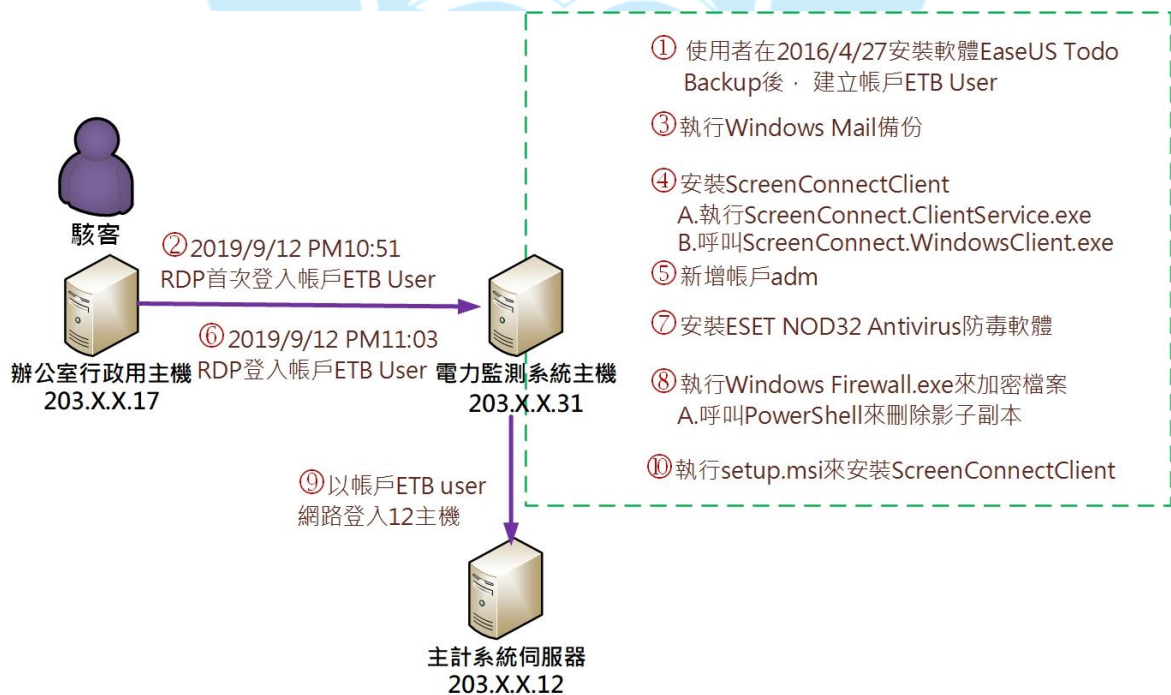 ① 使用者在2016/4/27安裝軟體EaseUS Todo
Backup後， 建立帳戶ETB User
③執行Windows Mail備份
④安裝ScreenConnectClient
A.執行ScreenConnect.ClientService.exe
B.呼叫ScreenConnect.WindowsClient.exe
⑤新增帳戶adm
⑦安裝ESET NOD32 Antivirus防毒軟體
⑧執行Windows Firewall.exe來加密檔案
A.呼叫PowerShell來刪除影子副本
⑩執行setup.msi來安裝ScreenConnectClient
駭客
②2019/9/12 PM10:51
RDP首次登入帳戶ETB User
⑥2019/9/12 PM11:03
RDP登入帳戶ETB User
辦公室行政用主機
203.X.X.17
電力監測系統主機
203.X.X.31
⑨以帳戶ETB user
網路登入12主機
主計系統伺服器
203.X.X.12